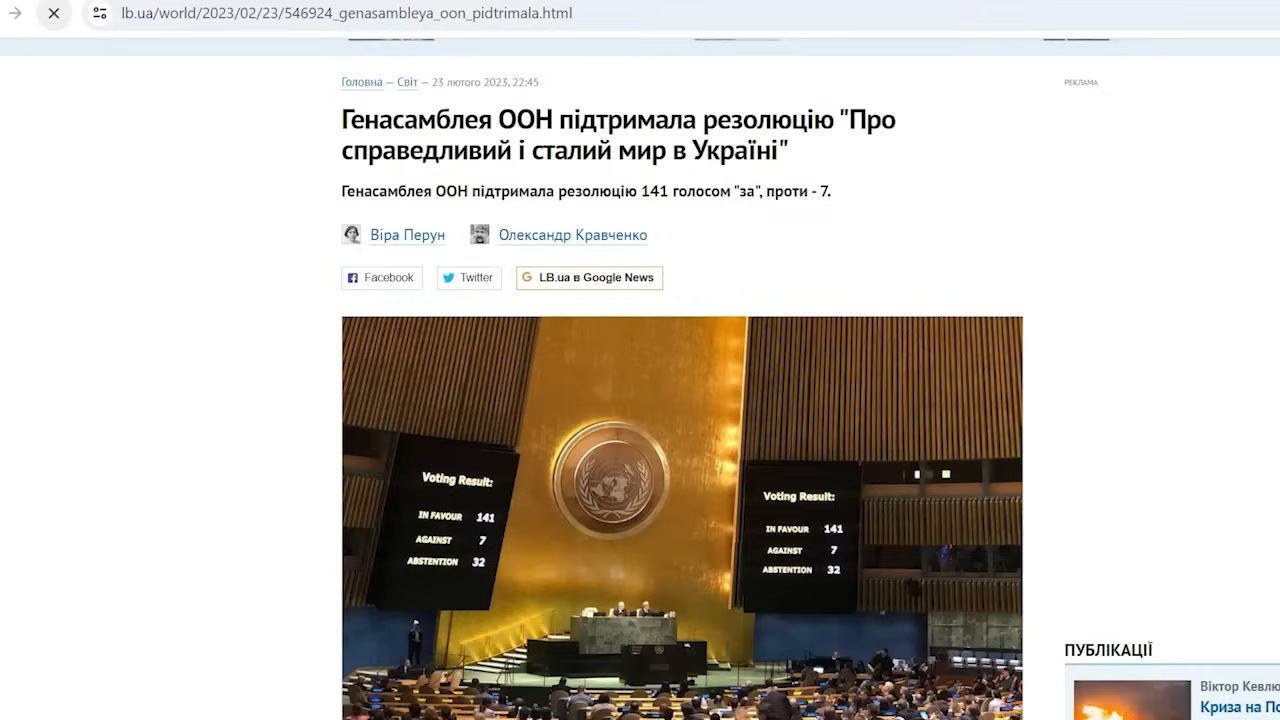 lb.ua/world/2023/02/23/546924_genasambleya_oon_pidtrimala.html
Головна — Світ — 23 лютого 2023, 22:45
РЕКЛАМА
Генасамблея ООН підтримала резолюцію "Про
справедливий і сталий мир в Україні"
Генасамблея ООН підтримала резолюцію 141 голосом "за", проти - 7.
Віра Перун Олександр Кравченко
Facebook Twitter LB.ua в Google News
Voting Result:
IN FAVOUR 141
AGAINST 7
ABSTENTION 32
Voting Result:
IN FAVOUR 141
AGAINST 7
ABSTENTION 32
ПУБЛІКАЦІЇ
Віктор
Криза на